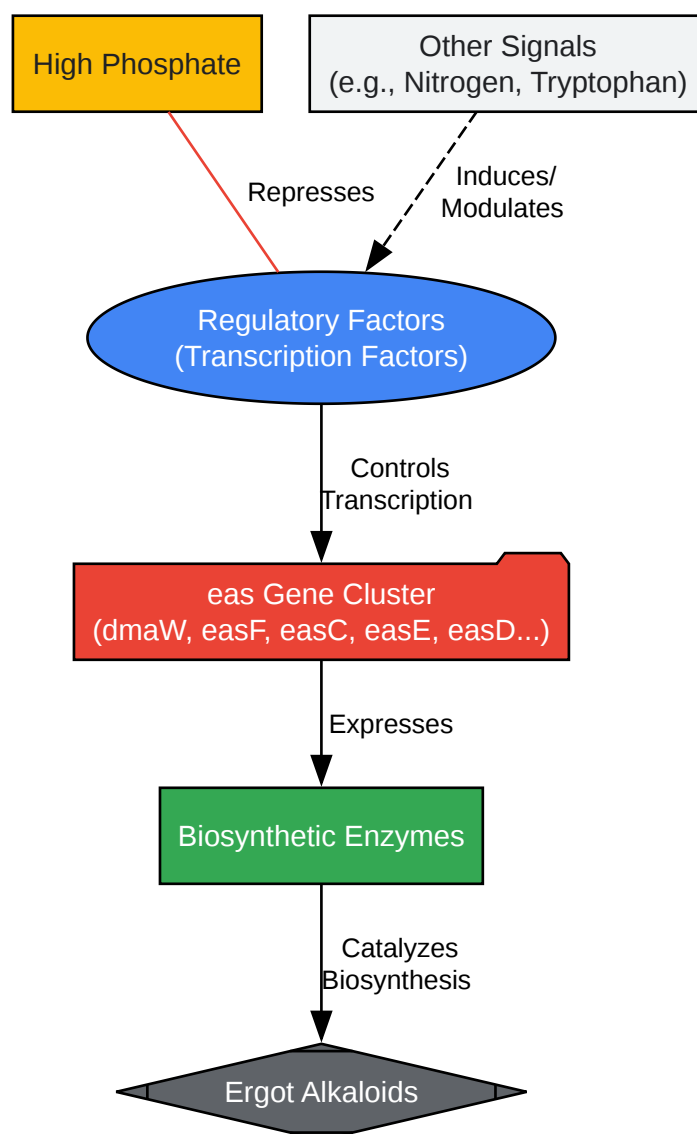 High Phosphate
Other Signals
(e.g., Nitrogen, Tryptophan)
Represses
Induces/
Modulates
Regulatory Factors
(Transcription Factors)
Controls
Transcription
eas Gene Cluster
(dmaW, easF, easC, easE, easD...)
Expresses
Biosynthetic Enzymes
Catalyzes
Biosynthesis
Ergot Alkaloids